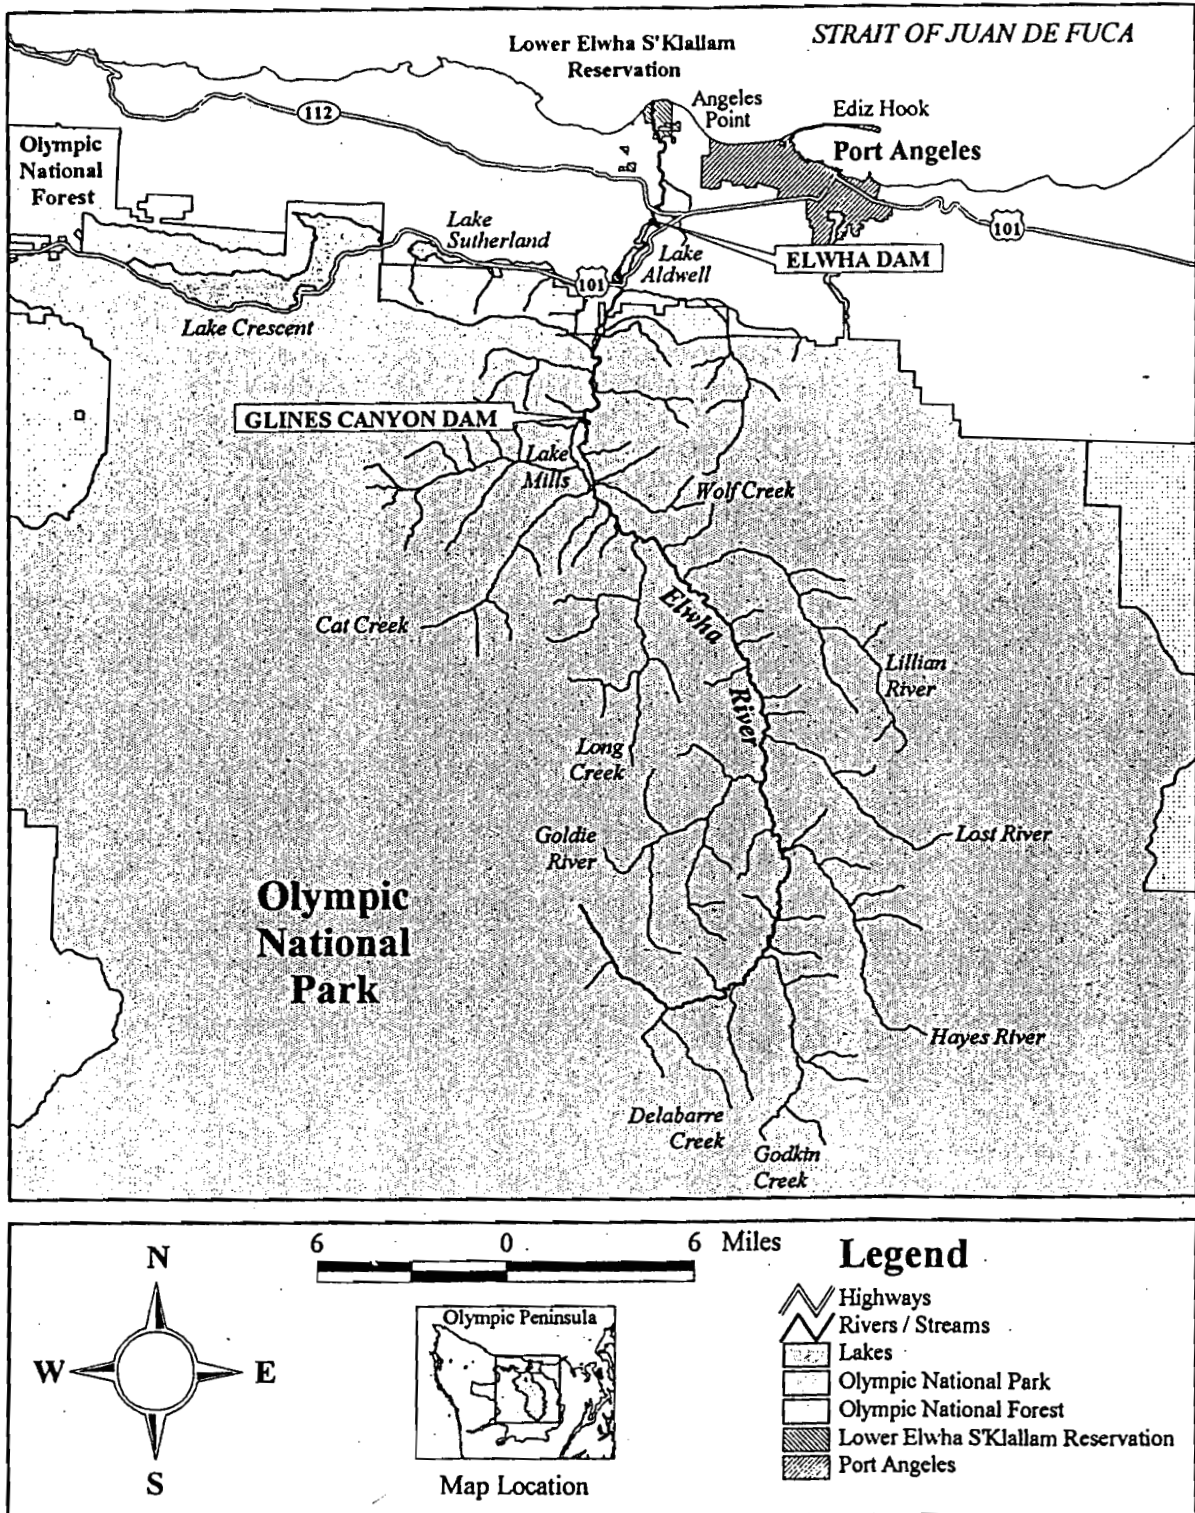 STRAIT OF JUAN DE FUCA
Lower Elwha S'Klallam
Reservation
Angeles
Point
Ediz Hook
Port Angeles
112
Olympic
National
Forest
Lake
Sutherland
Lake
Aldwell
101
ELWHA DAM
101
Lake Crescent
GLINES CANYON DAM
Lake
Mills
Wolf Creek
Cat Creek
Elwha
River
Lillian
River
Long
Creek
Goldie
River
Lost River
Olympic
National
Park
Hayes River
Delabarre
Creek
Godkin
Creek
N
W
E
S
6 0 6 Miles
Olympic Peninsula
Map Location
Legend
Highways
Rivers / Streams
Lakes
Olympic National Park
Olympic National Forest
Lower Elwha S'Klallam Reservation
Port Angeles